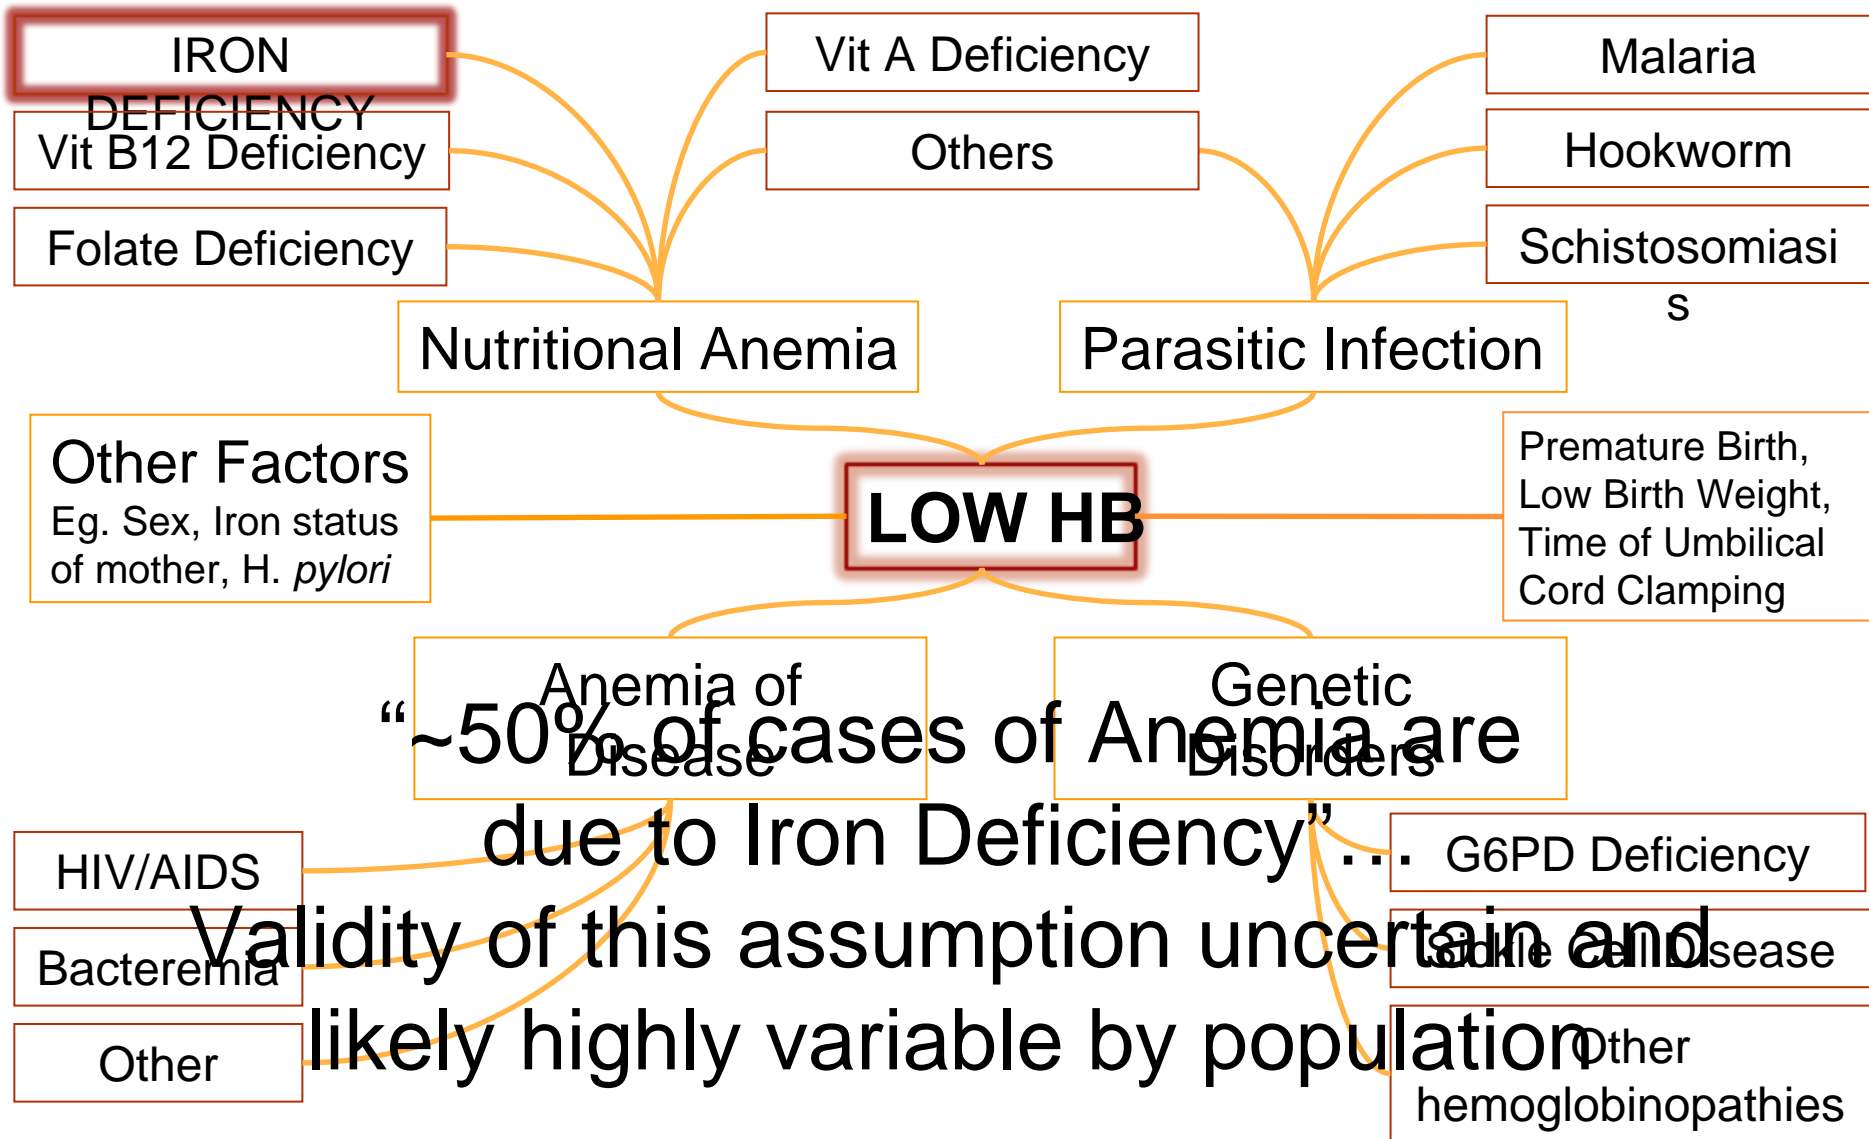 IRON
DEFICIENCY
Vit B12 Deficiency
Folate Deficiency
Vit A Deficiency
Others
Malaria
Hookworm
Schistosomiasi
s
Nutritional Anemia
Parasitic Infection
Other Factors
Eg. Sex, Iron status
of mother, H. pylori
LOW HB
Premature Birth,
Low Birth Weight,
Time of Umbilical
Cord Clamping
Anemia of
Disease
Genetic
Disorders
“~50% of cases of Anemia are
due to Iron Deficiency”…
Validity of this assumption uncertain and
likely highly variable by population
HIV/AIDS
Bacteremia
Other
G6PD Deficiency
Sickle Cell Disease
Other
hemoglobinopathies